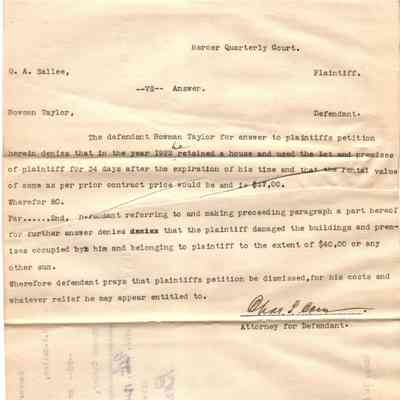 Mercer Quarterly Court.
G. A. Sallee, Plaintiff.
--VS-- Answer.
Bowman Taylor, Defendant.
The defendant Bowman Taylor for answer to plaintiffs petition
he
herein denies that in the year 1922 retained a house and used the lot and premises
of plaintiff for 34 days after the expiration of his time and that the rental value
of same as per prior contract price would be and is $17,00.
Wherefor SO.
Par.....2nd. Defendant referring to and making preceeding paragraph a part hereof
for further answer denies denies that the plaintiff damaged the buildings and prem-
ises occupied by him and belonging to plaintiff to the extent of $40,00 or any
other sum.
Wherefore defendant prays that plaintiffs petition be dismissed,for his costs and
whatever relief he may appear entitled to.
Attorney for Defendant.